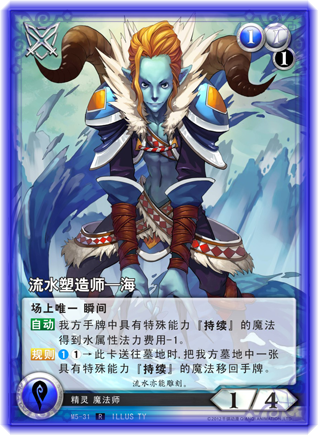 1
1
流水塑造师—海
场上唯一 瞬间
自动 我方手牌中具有特殊能力『持续』的魔法
得到水属性法力费用-1。
规则 1 1→此卡送往墓地时,把我方墓地中一张
具有特殊能力『持续』的魔法移回手牌。
流水亦能雕刻。
精灵 魔法师
1/4
WS-31 R ILLUS TY